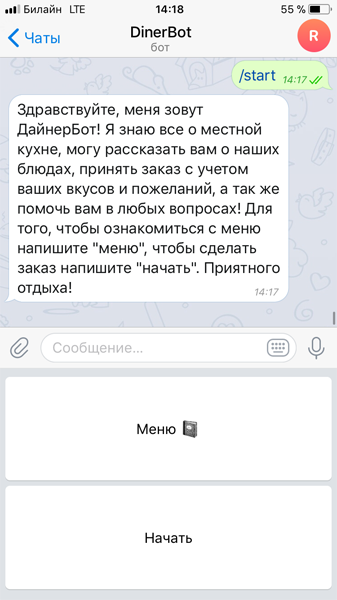 Билайн LTE 14:18 55 %
Чаты DinerBot R
бот
/start 14:17
Здравствуйте, меня зовут
ДайнерБот! Я знаю все о местной
кухне, могу рассказать вам о наших
блюдах, принять заказ с учетом
ваших вкусов и пожеланий, а так же
помочь вам в любых вопросах! Для
того, чтобы ознакомиться с меню
напишите "меню", чтобы сделать
заказ напишите "начать". Приятного
отдыха! 14:17
Сообщение...
Меню
Начать